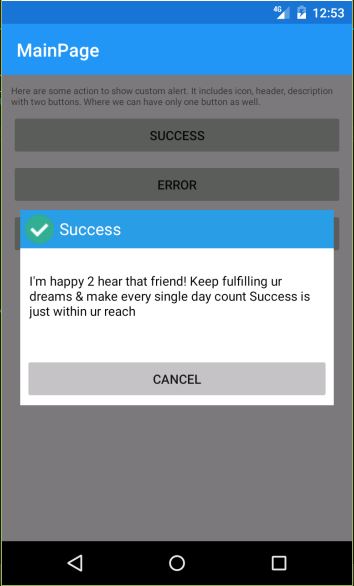 4G 12:53
MainPage
Here are some action to show custom alert. It includes icon, header, description
with two buttons. Where we can have only one button as well.
SUCCESS
ERROR
Success
I'm happy 2 hear that friend! Keep fulfilling ur
dreams & make every single day count Success is
just within ur reach
CANCEL